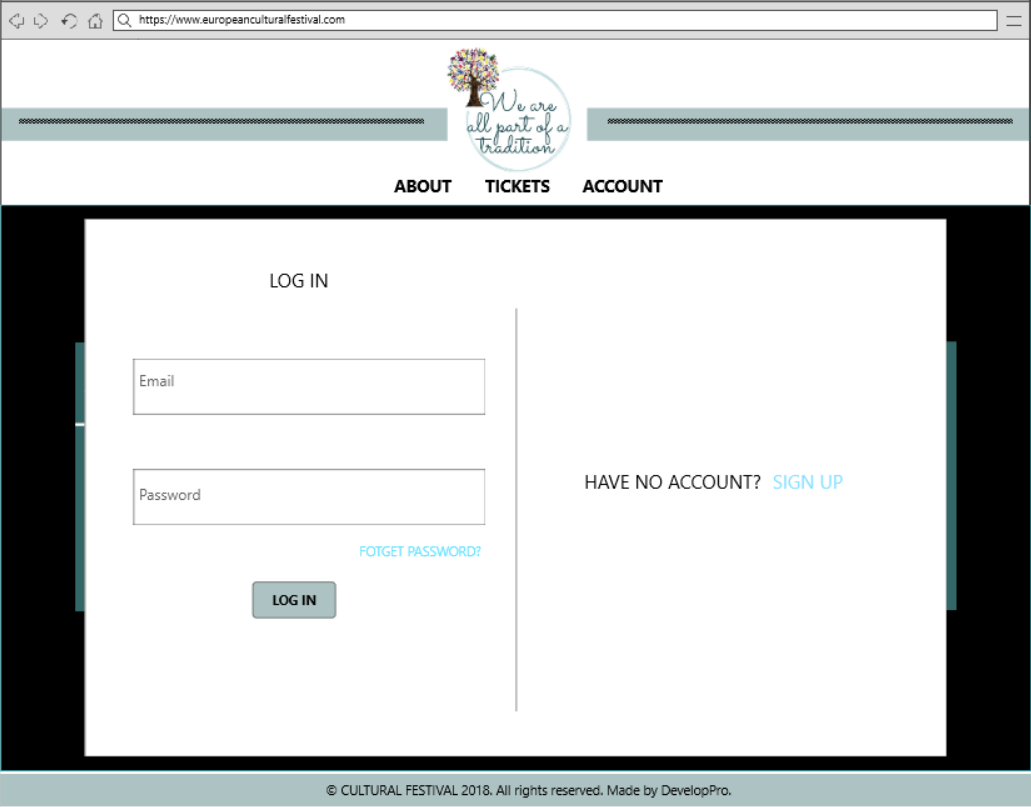 https://www.europeanculturalfestival.com
We are
all part of a
tradition
ABOUT TICKETS ACCOUNT
LOG IN
Email
Password
HAVE NO ACCOUNT? SIGN UP
FOTGET PASSWORD?
LOG IN
© CULTURAL FESTIVAL 2018. All rights reserved. Made by DevelopPro.